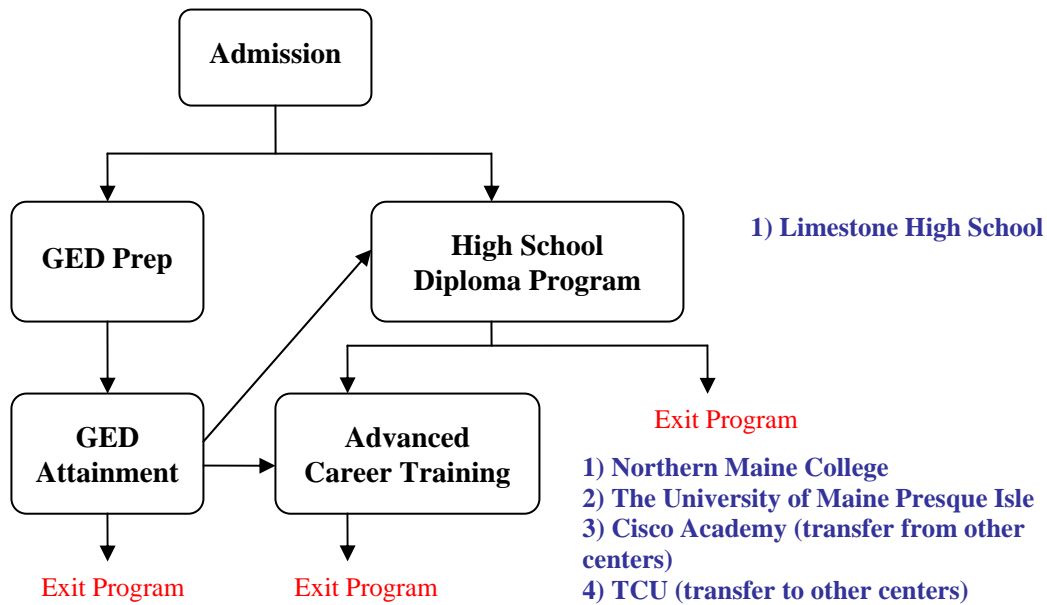 Admission
GED Prep
High School
Diploma Program
1) Limestone High School
GED
Attainment
Advanced
Career Training
Exit Program
1) Northern Maine College
2) The University of Maine Presque Isle
3) Cisco Academy (transfer from other
centers)
4) TCU (transfer to other centers)
Exit Program
Exit Program